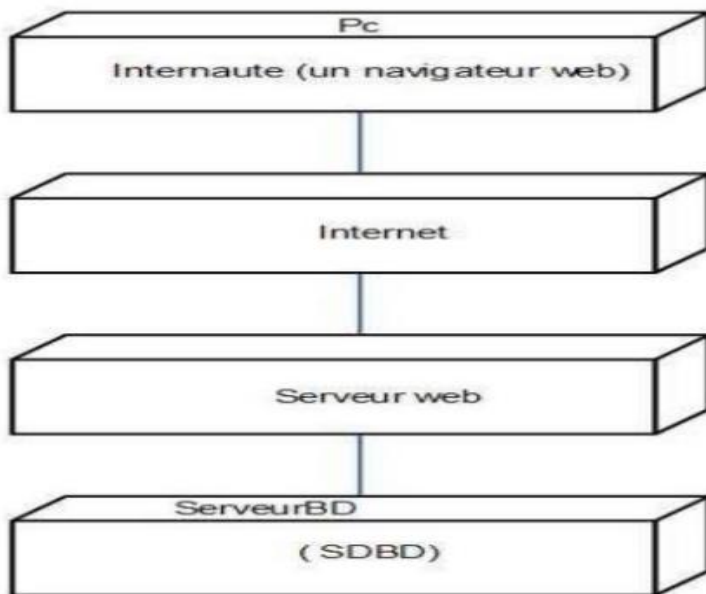 Pc
Internaute (un navigateur web)
Internet
Serveur web
ServeurBD
( SDBD)